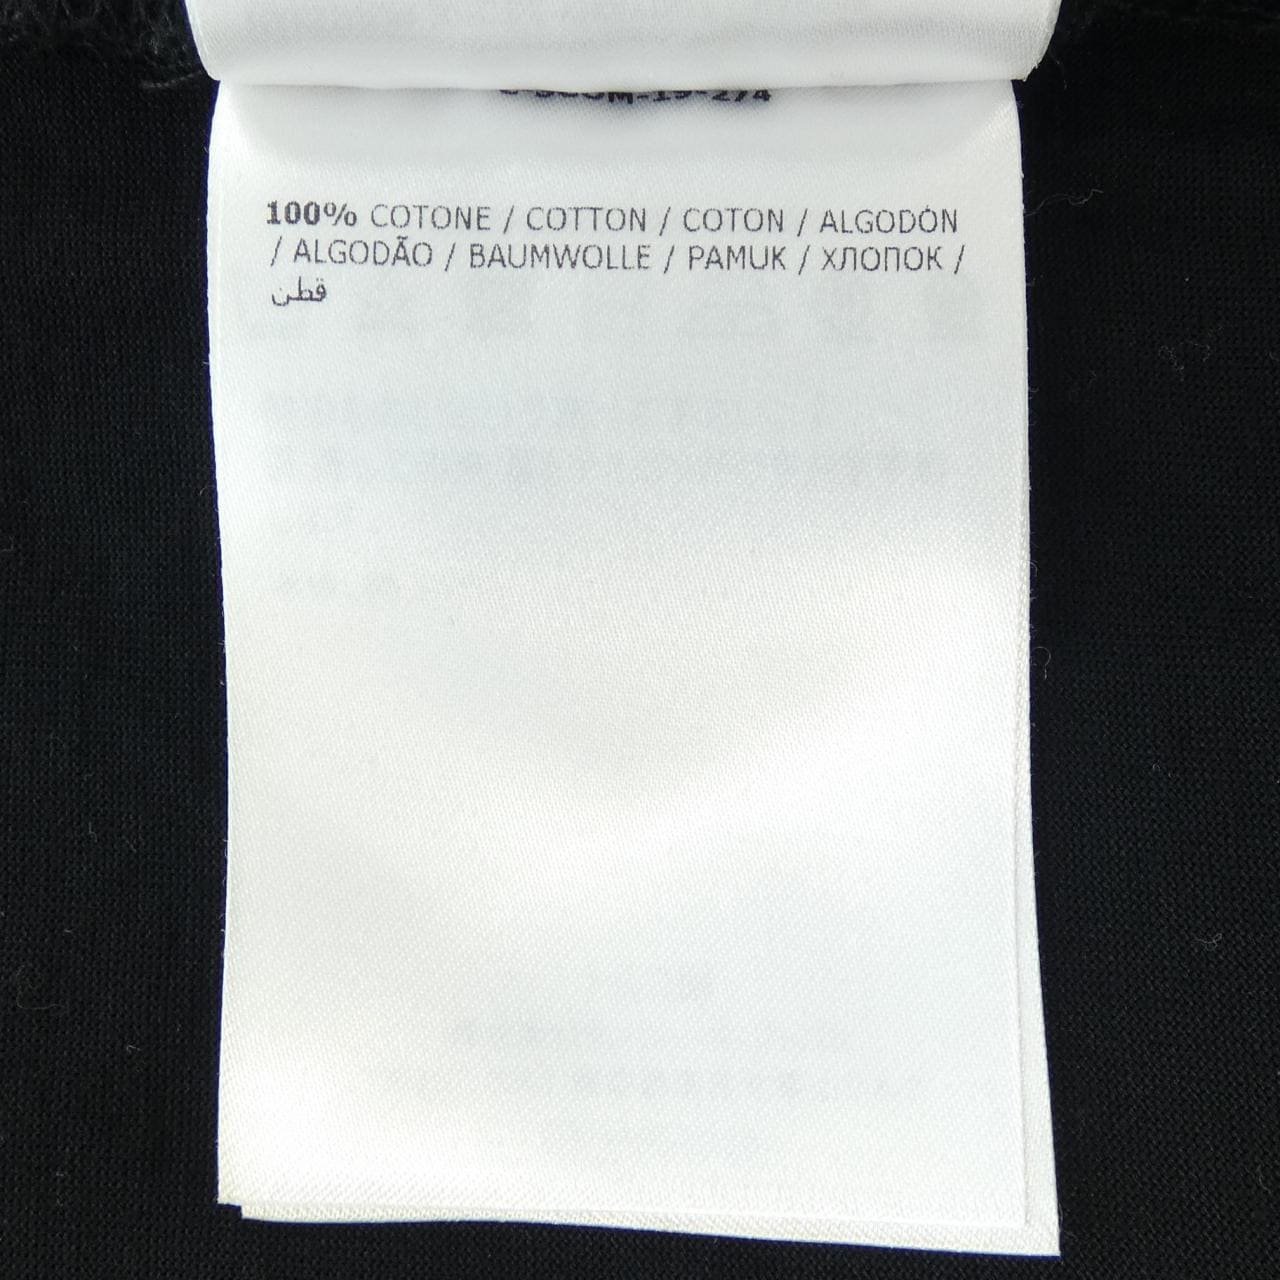 100% COTONE / COTTON / COTON / ALGODÓN
/ ALGODÃO / BAUMWOLLE / PAMUK / ХЛОПОК /
قطن